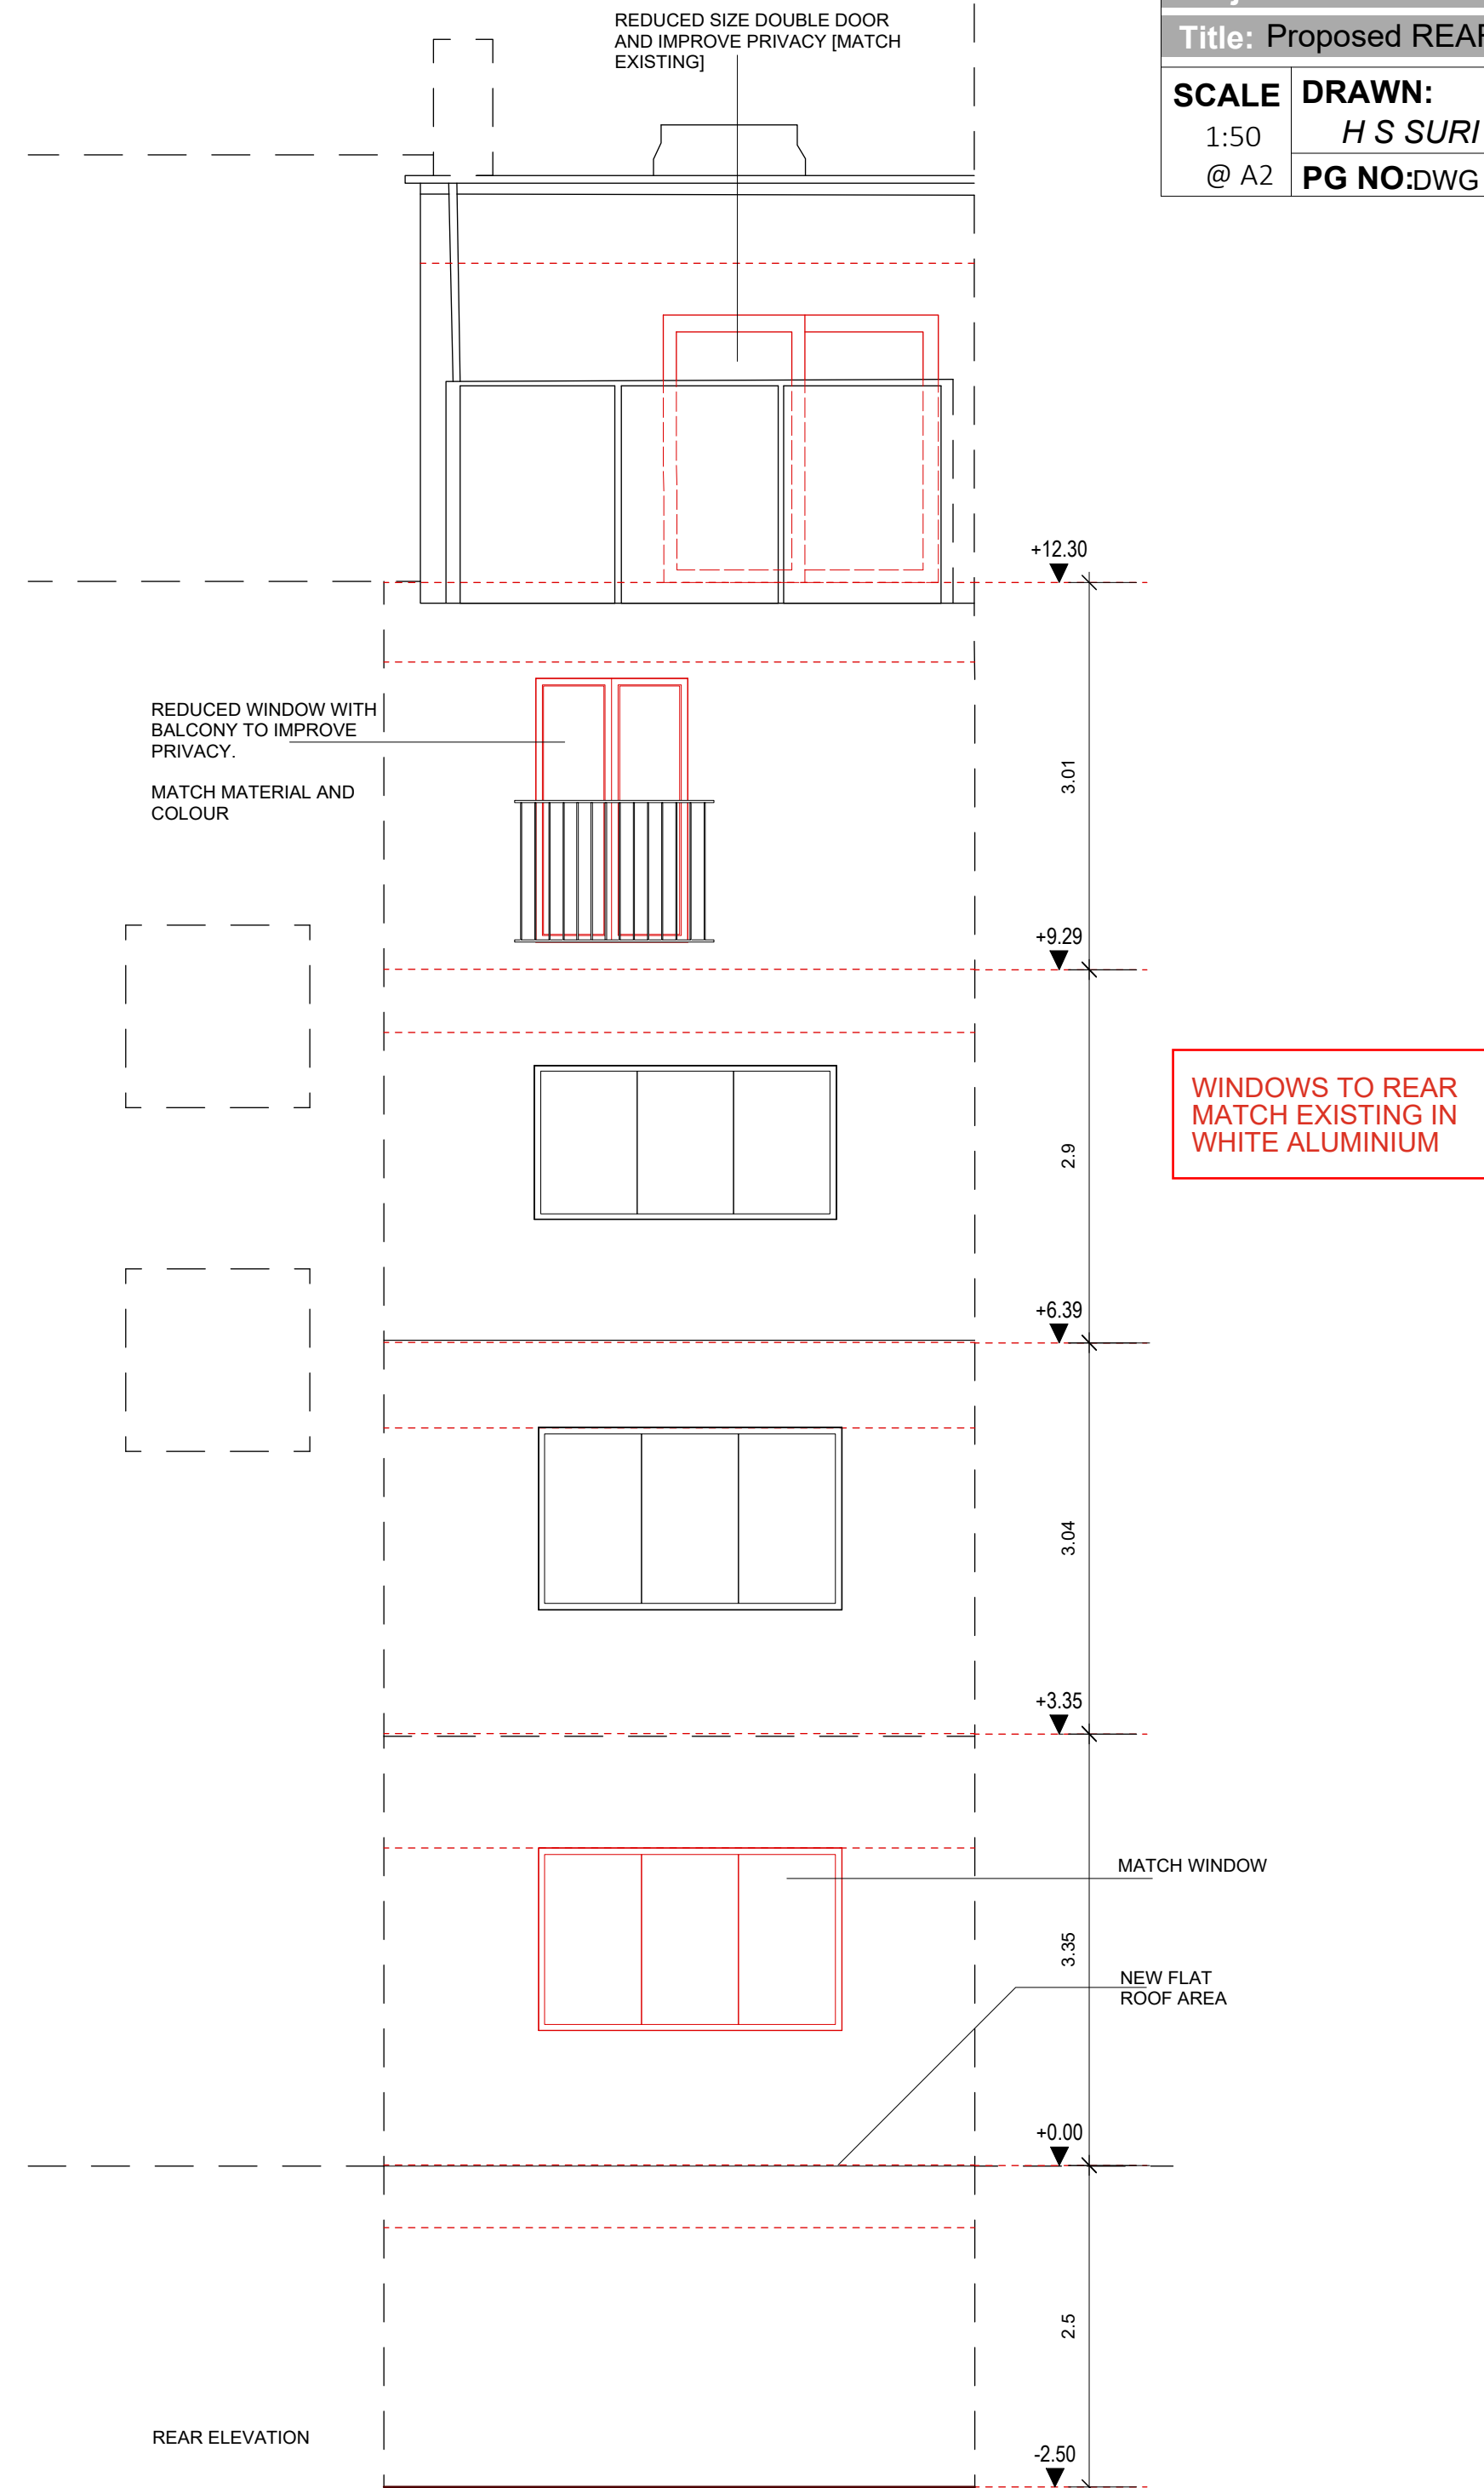 REDUCED SIZE DOUBLE DOOR
AND IMPROVE PRIVACY [MATCH
EXISTING]
Title: Proposed REAR
SCALE
1:50
@ A2
DRAWN:
H S SURI
PG NO:DWG
+12.30
REDUCED WINDOW WITH
BALCONY TO IMPROVE
PRIVACY.
MATCH MATERIAL AND
COLOUR
3.01
+9.29
WINDOWS TO REAR
MATCH EXISTING IN
WHITE ALUMINIUM
2.9
+6.39
3.04
+3.35
MATCH WINDOW
3.35
NEW FLAT
ROOF AREA
+0.00
2.5
REAR ELEVATION
-2.50